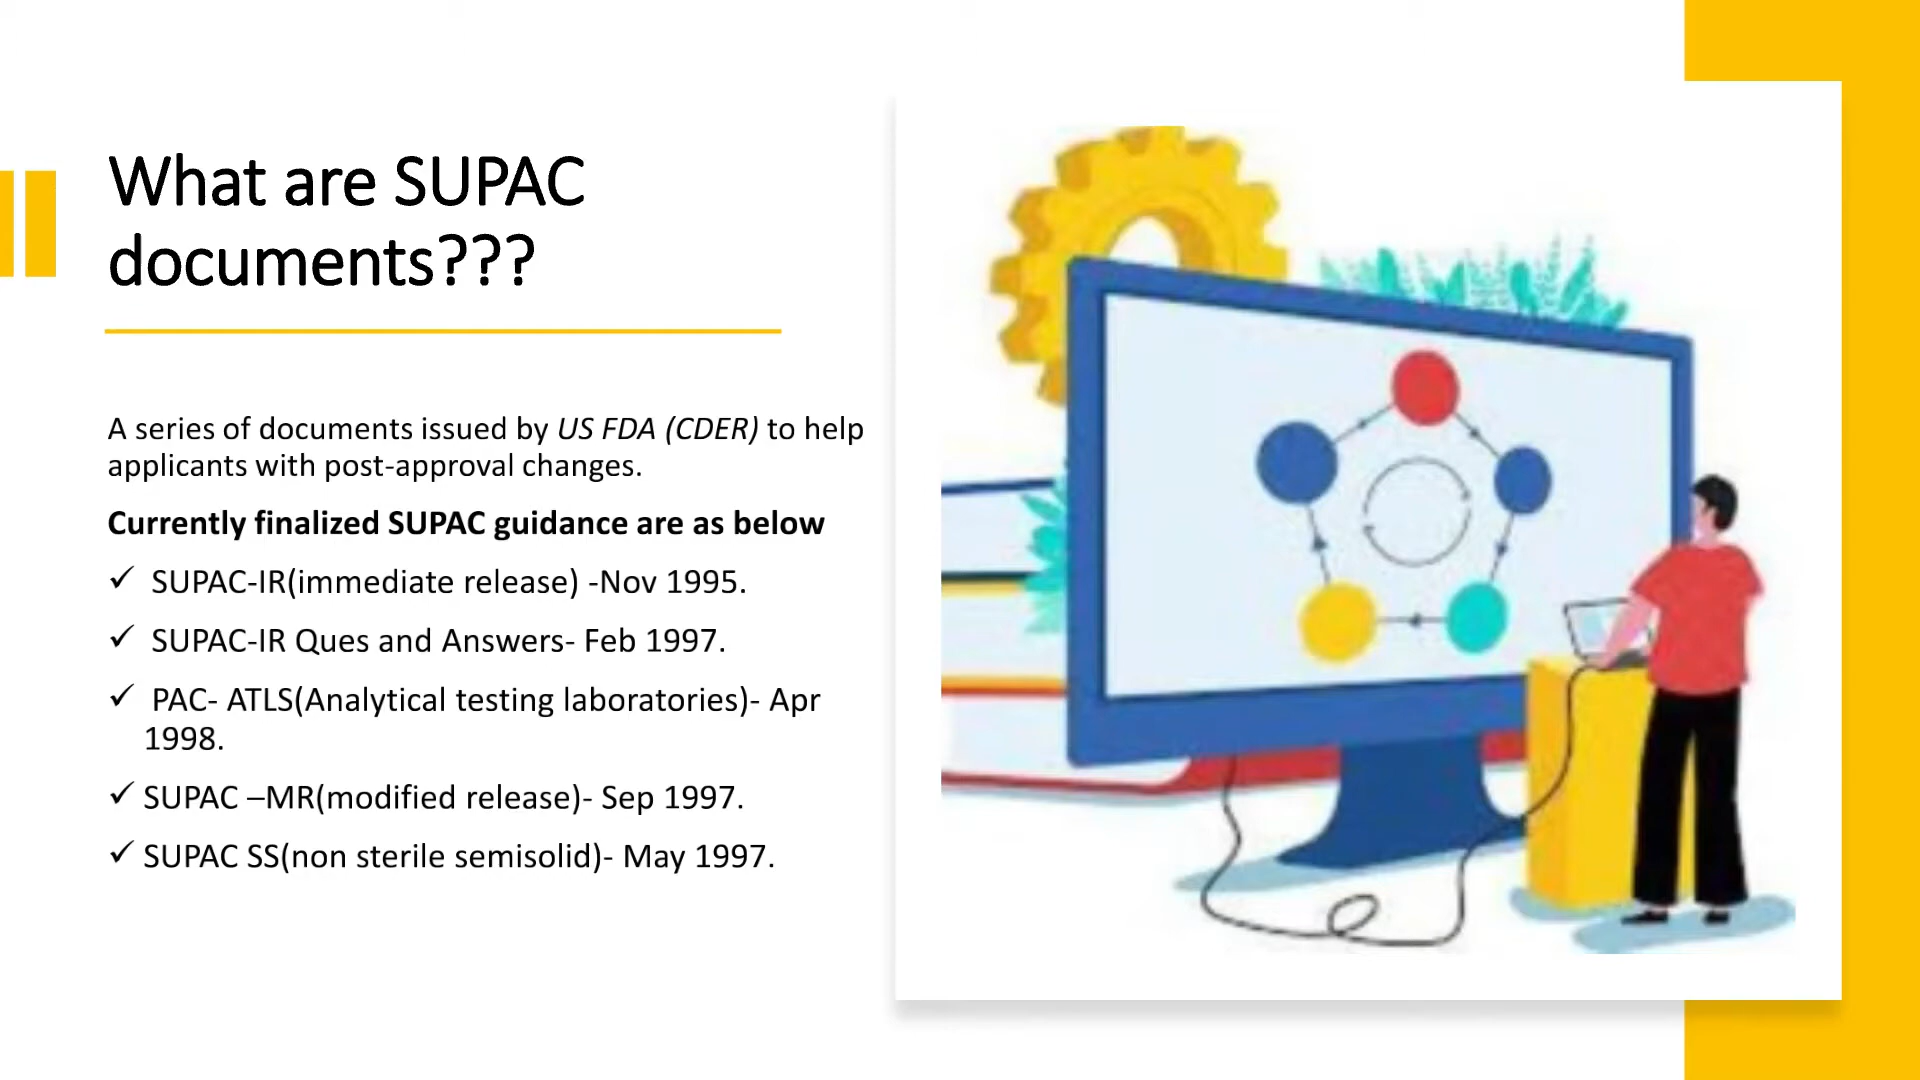 What are SUPAC
documents???
A series of documents issued by US FDA (CDER) to help
applicants with post-approval changes.
Currently finalized SUPAC guidance are as below
✓ SUPAC-IR(immediate release) -Nov 1995.
✓ SUPAC-IR Ques and Answers- Feb 1997.
✓ PAC- ATLS(Analytical testing laboratories)- Apr
1998.
✓ SUPAC –MR(modified release)- Sep 1997.
✓ SUPAC SS(non sterile semisolid)- May 1997.